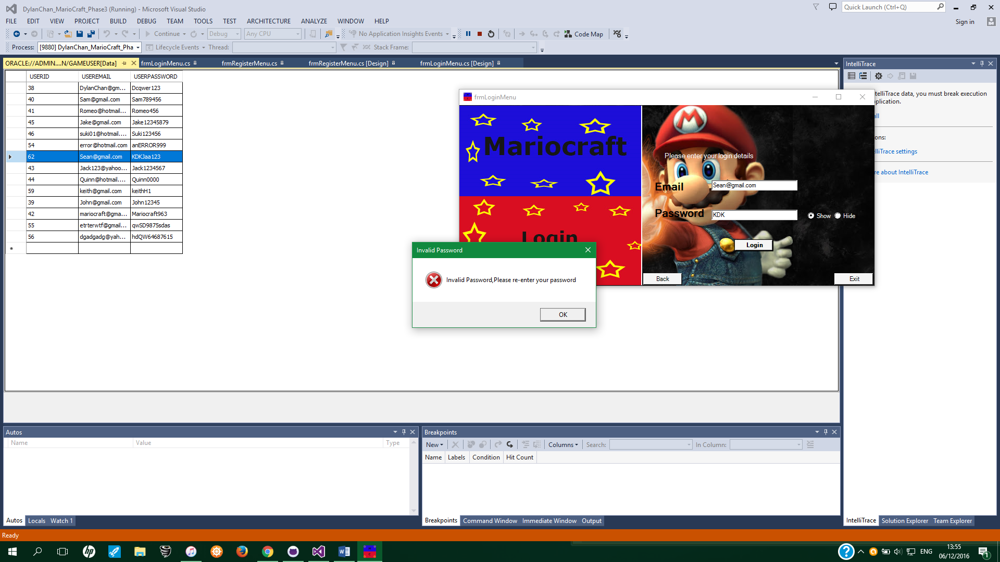 DylanChan_MarioCraft_Phase3 (Running) - Microsoft Visual Studio
Quick Launch (Ctrl+Q)
FILE EDIT VIEW PROJECT BUILD DEBUG TEAM TOOLS TEST ARCHITECTURE ANALYZE WINDOW HELP
Sign in
Continue Debug Any CPU No Application Insights Events Code Map
Process: [9880] DylanChan_MarioCraft_Pha Lifecycle Events Thread: Stack Frame:
ORACLE://ADMIN....N/GAMEUSER[Data] frmLoginMenu.cs frmRegisterMenu.cs frmRegisterMenu.cs [Design] frmLoginMenu.cs [Design]
USERID USEREMAIL USERPASSWORD
38 DylanChan@gm... Dcqwer123
40 Sam@gmail.com Sam789456
41 Romeo@hotmail... Romeo456
45 Jake@gmail.com Jake12345879
46 suki01@hotmail.... Suki123456
54 error@hotmail.com anERROR999
62 Sean@gmail.com KDKJaa123
43 Jack123@yahoo... Jack1234567
44 Quinn@hotmail.... Quinn0000
59 keith@gmail.com keithH1
39 John@gmail.com John12345
42 mariocraft@gma... Mariocraft963
55 etrterwtf@gmail... qwSD9875sdas
56 dgadgadg@yah... hdQW64687615
*
frmLoginMenu
Mariocraft
Login
M
Please enter your login details
Email Sean@gmail.com
Password KDK Show Hide
Login
Back Exit
Invalid Password
Invalid Password,Please re-enter your password
OK
IntelliTrace
telliTrace data, you must break execution
plication.
all
ons:
elliTrace settings
re about IntelliTrace
Autos
Name Value Type
Autos Locals Watch 1
Breakpoints
New Columns Search: In Column:
Name Labels Condition Hit Count
Breakpoints Command Window Immediate Window Output
IntelliTrace Solution Explorer Team Explorer
Ready
hp
W
?
ENG
13:55
06/12/2016
1